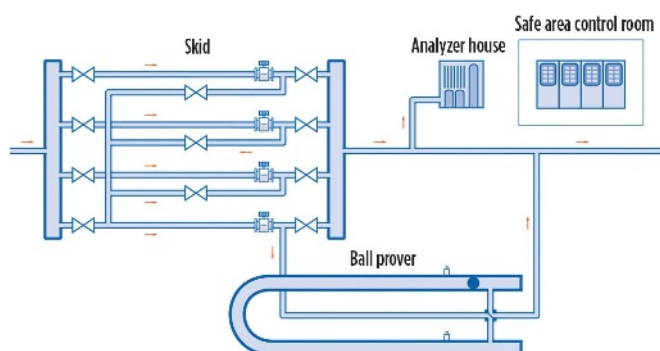 Safe area control room
Skid
Analyzer house
Ball prover